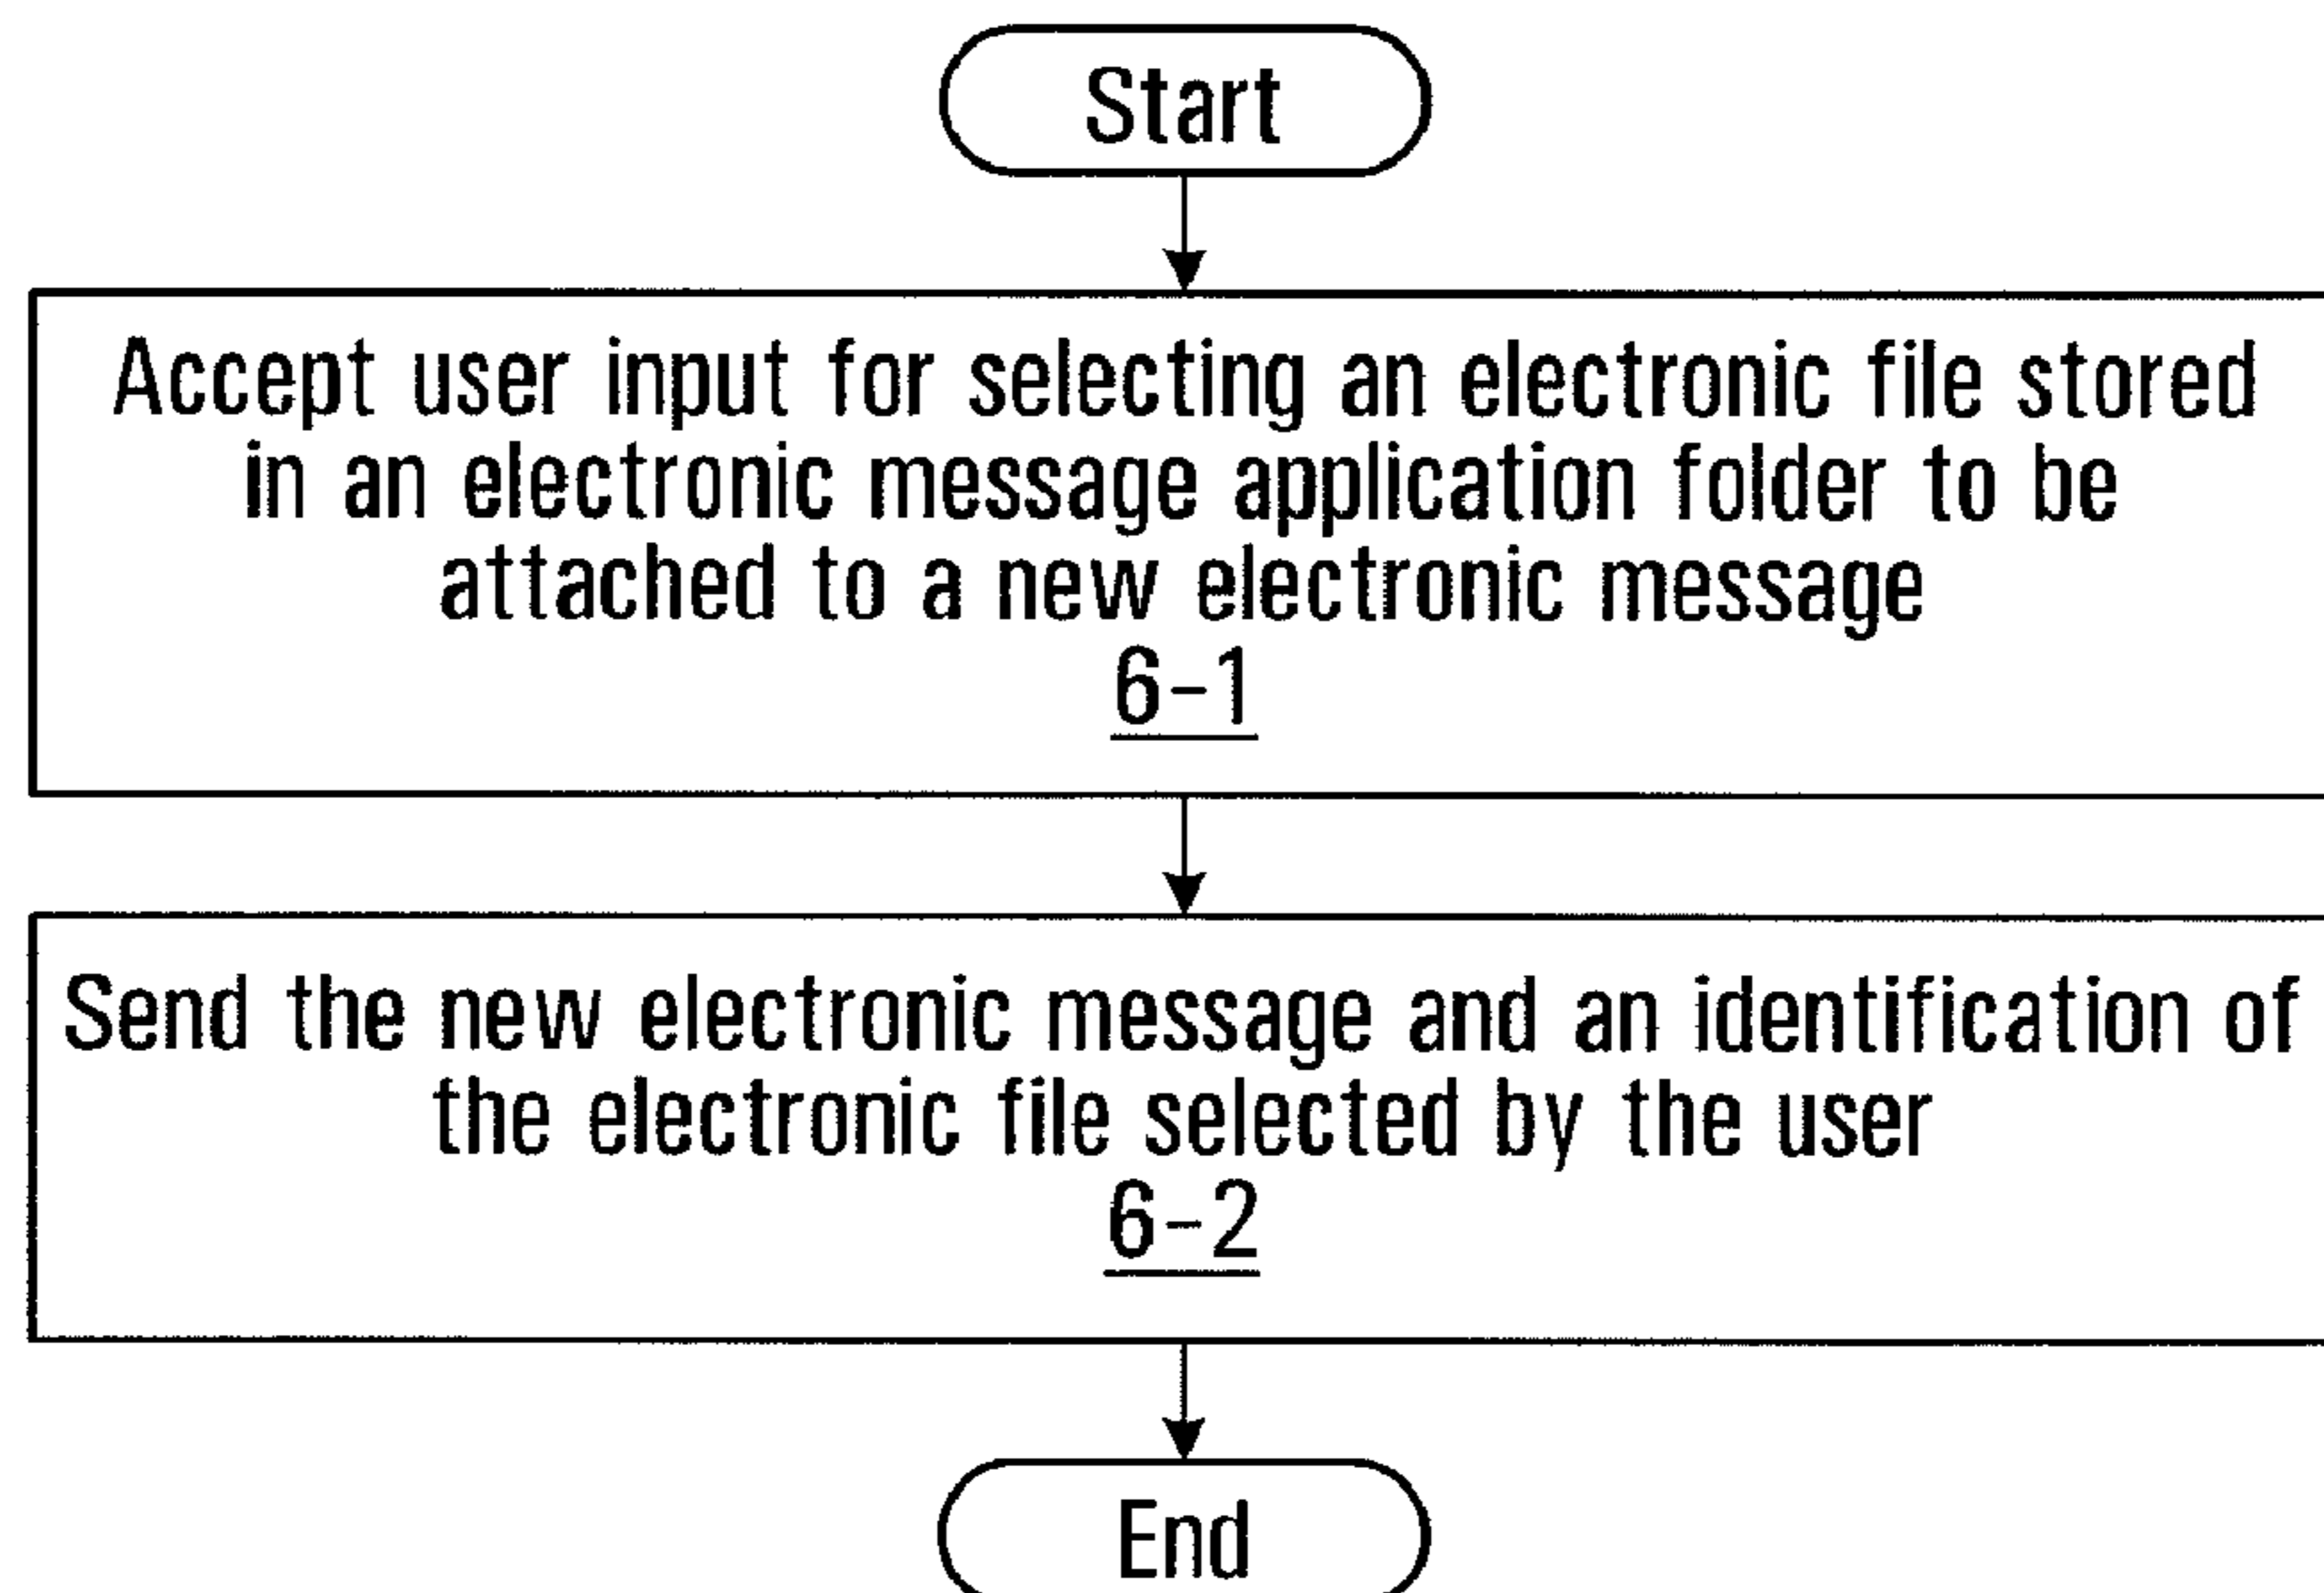 Start
Accept user input for selecting an electronic file stored
in an electronic message application folder to be
attached to a new electronic message
6-1
Send the new electronic message and an identification of
the electronic file selected by the user
6-2
End